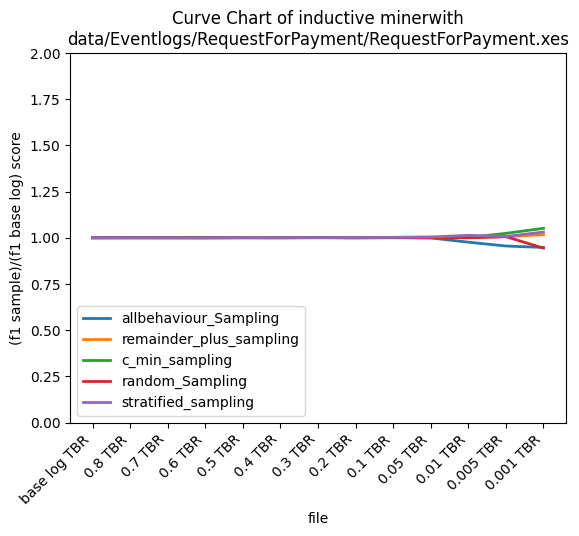 Curve Chart of inductive minerwith
data/Eventlogs/RequestForPayment/RequestForPayment.xes
(f1 sample)/(f1 base log) score
2.00
1.75
1.50
1.25
1.00
0.75
0.50
0.25
0.00
allbehaviour_Sampling
remainder_plus_sampling
c_min_sampling
random_Sampling
stratified_sampling
base log TBR
0.8 TBR
0.7 TBR
0.6 TBR
0.5 TBR
0.4 TBR
0.3 TBR
0.2 TBR
0.1 TBR
0.05 TBR
0.01 TBR
0.005 TBR
0.001 TBR
file